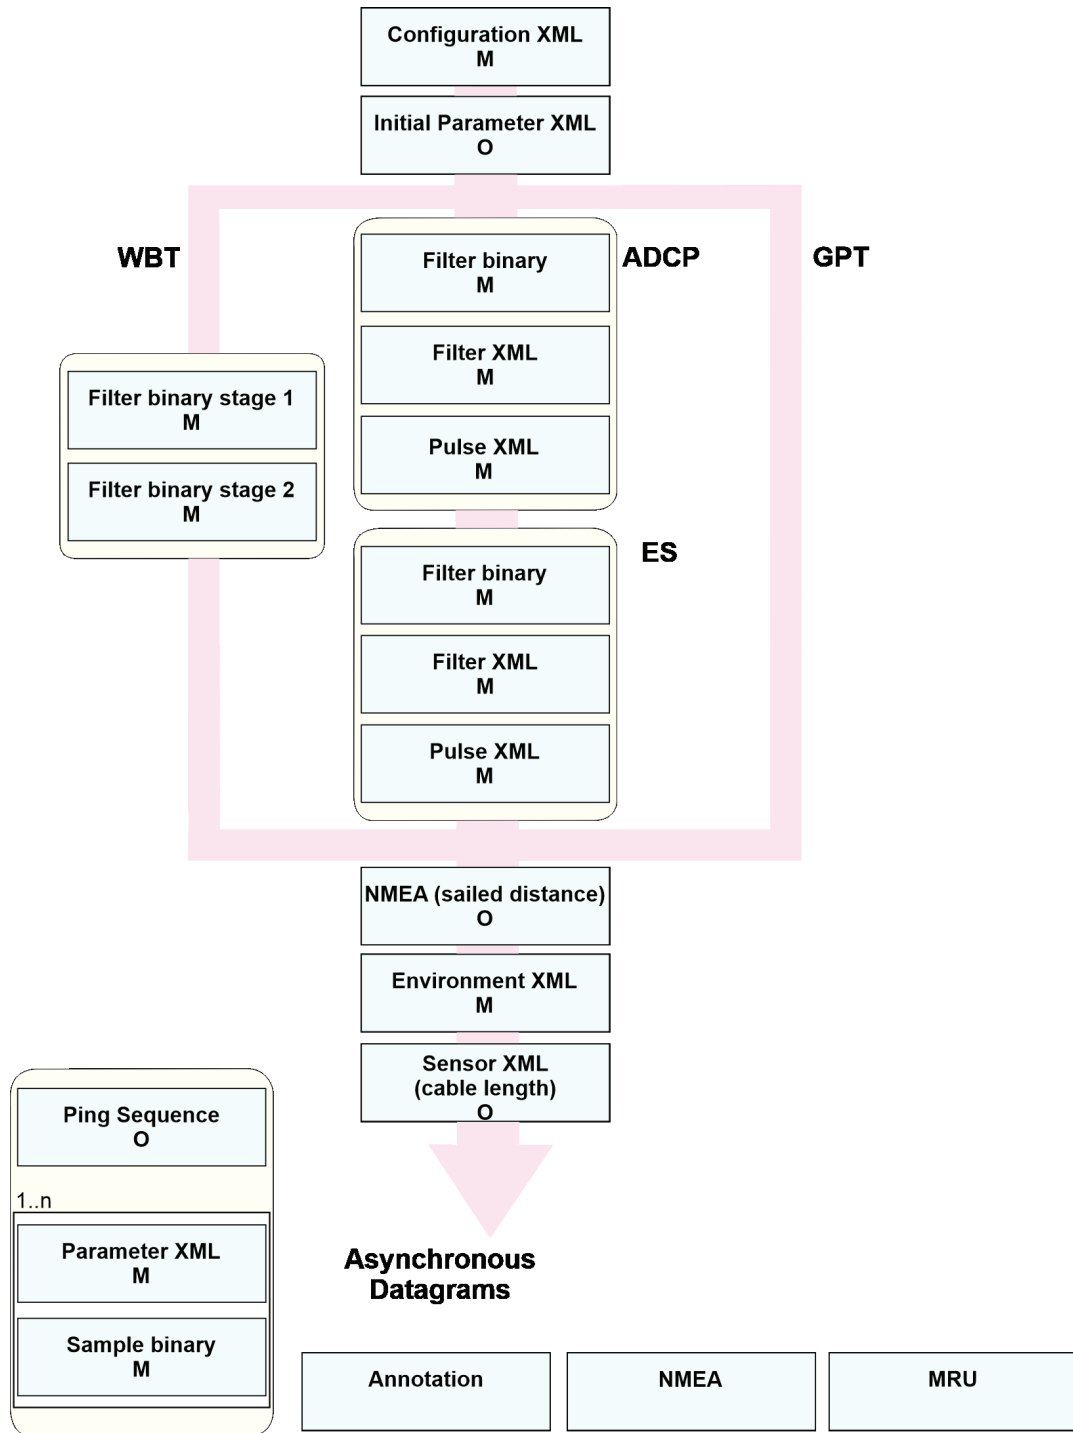 Configuration XML
M
Initial Parameter XML
O
WBT
ADCP
GPT
Filter binary
M
Filter XML
M
Pulse XML
M
Filter binary stage 1
M
Filter binary stage 2
M
ES
Filter binary
M
Filter XML
M
Pulse XML
M
NMEA (sailed distance)
O
Environment XML
M
Sensor XML
(cable length)
O
Ping Sequence
O
1..n
Parameter XML
M
Sample binary
M
Asynchronous
Datagrams
Annotation
NMEA
MRU